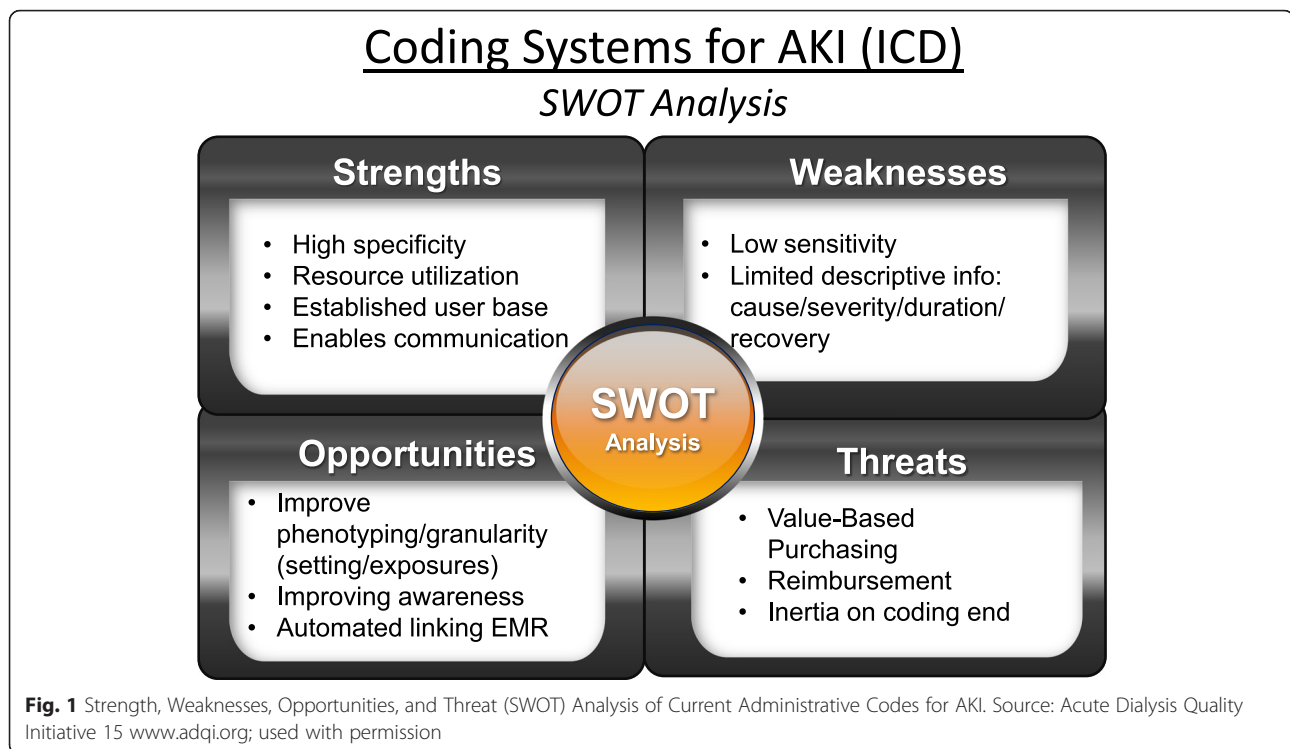 Coding Systems for AKI (ICD)
SWOT Analysis
Strengths
• High specificity
• Resource utilization
• Established user base
• Enables communication
Weaknesses
• Low sensitivity
• Limited descriptive info:
cause/severity/duration/
recovery
SWOT
Analysis
Opportunities
• Improve
phenotyping/granularity
(setting/exposures)
• Improving awareness
• Automated linking EMR
Threats
• Value-Based
Purchasing
• Reimbursement
• Inertia on coding end
Fig. 1 Strength, Weaknesses, Opportunities, and Threat (SWOT) Analysis of Current Administrative Codes for AKI. Source: Acute Dialysis Quality
Initiative 15 www.adqi.org; used with permission